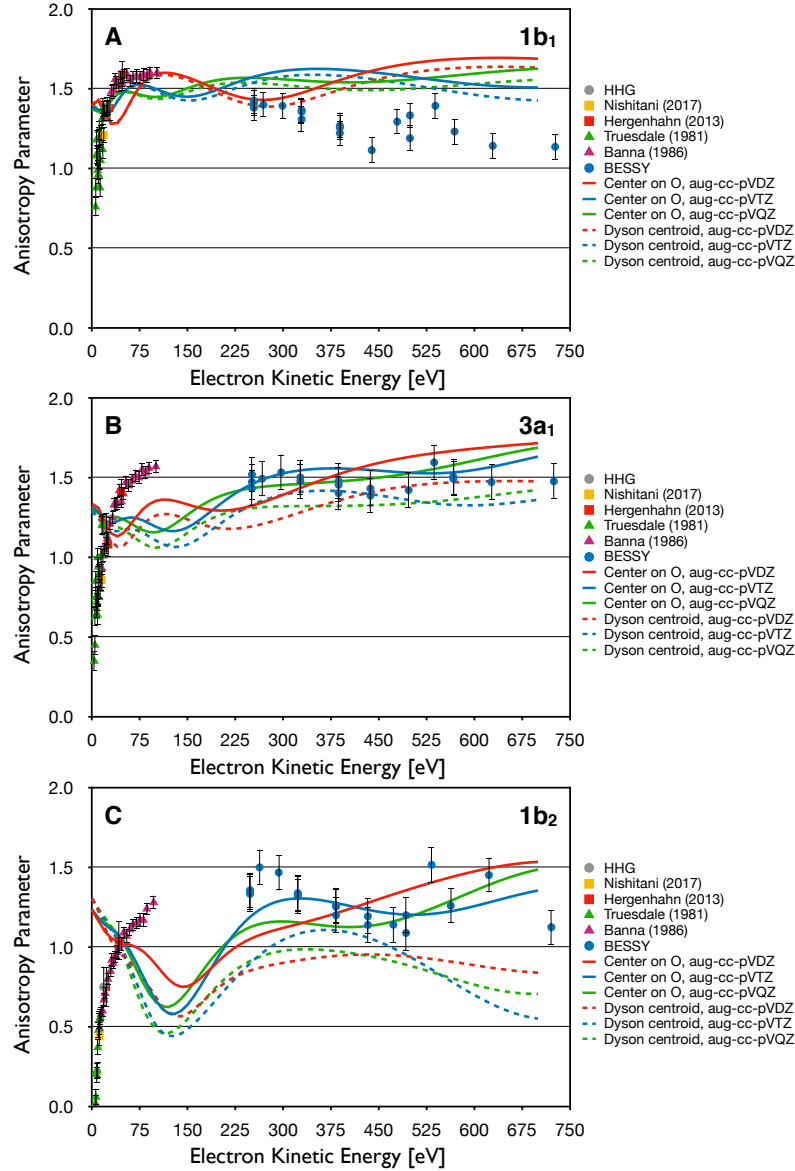 A
1b1
2.0
1.5
1.0
0.5
0.0
Anisotropy Parameter
0
75
150
225
300
375
450
525
600
675
750
Electron Kinetic Energy [eV]
HHG
Nishitani (2017)
Hergenhahn (2013)
Truesdale (1981)
Banna (1986)
BESSY
Center on O, aug-cc-pVDZ
Center on O, aug-cc-pVTZ
Center on O, aug-cc-pVQZ
Dyson centroid, aug-cc-pVDZ
Dyson centroid, aug-cc-pVTZ
Dyson centroid, aug-cc-pVQZ
B
3a1
2.0
1.5
1.0
0.5
0.0
Anisotropy Parameter
0
75
150
225
300
375
450
525
600
675
750
Electron Kinetic Energy [eV]
HHG
Nishitani (2017)
Hergenhahn (2013)
Truesdale (1981)
Banna (1986)
BESSY
Center on O, aug-cc-pVDZ
Center on O, aug-cc-pVTZ
Center on O, aug-cc-pVQZ
Dyson centroid, aug-cc-pVDZ
Dyson centroid, aug-cc-pVTZ
Dyson centroid, aug-cc-pVQZ
C
1b2
2.0
1.5
1.0
0.5
0.0
Anisotropy Parameter
0
75
150
225
300
375
450
525
600
675
750
Electron Kinetic Energy [eV]
HHG
Nishitani (2017)
Hergenhahn (2013)
Truesdale (1981)
Banna (1986)
BESSY
Center on O, aug-cc-pVDZ
Center on O, aug-cc-pVTZ
Center on O, aug-cc-pVQZ
Dyson centroid, aug-cc-pVDZ
Dyson centroid, aug-cc-pVTZ
Dyson centroid, aug-cc-pVQZ